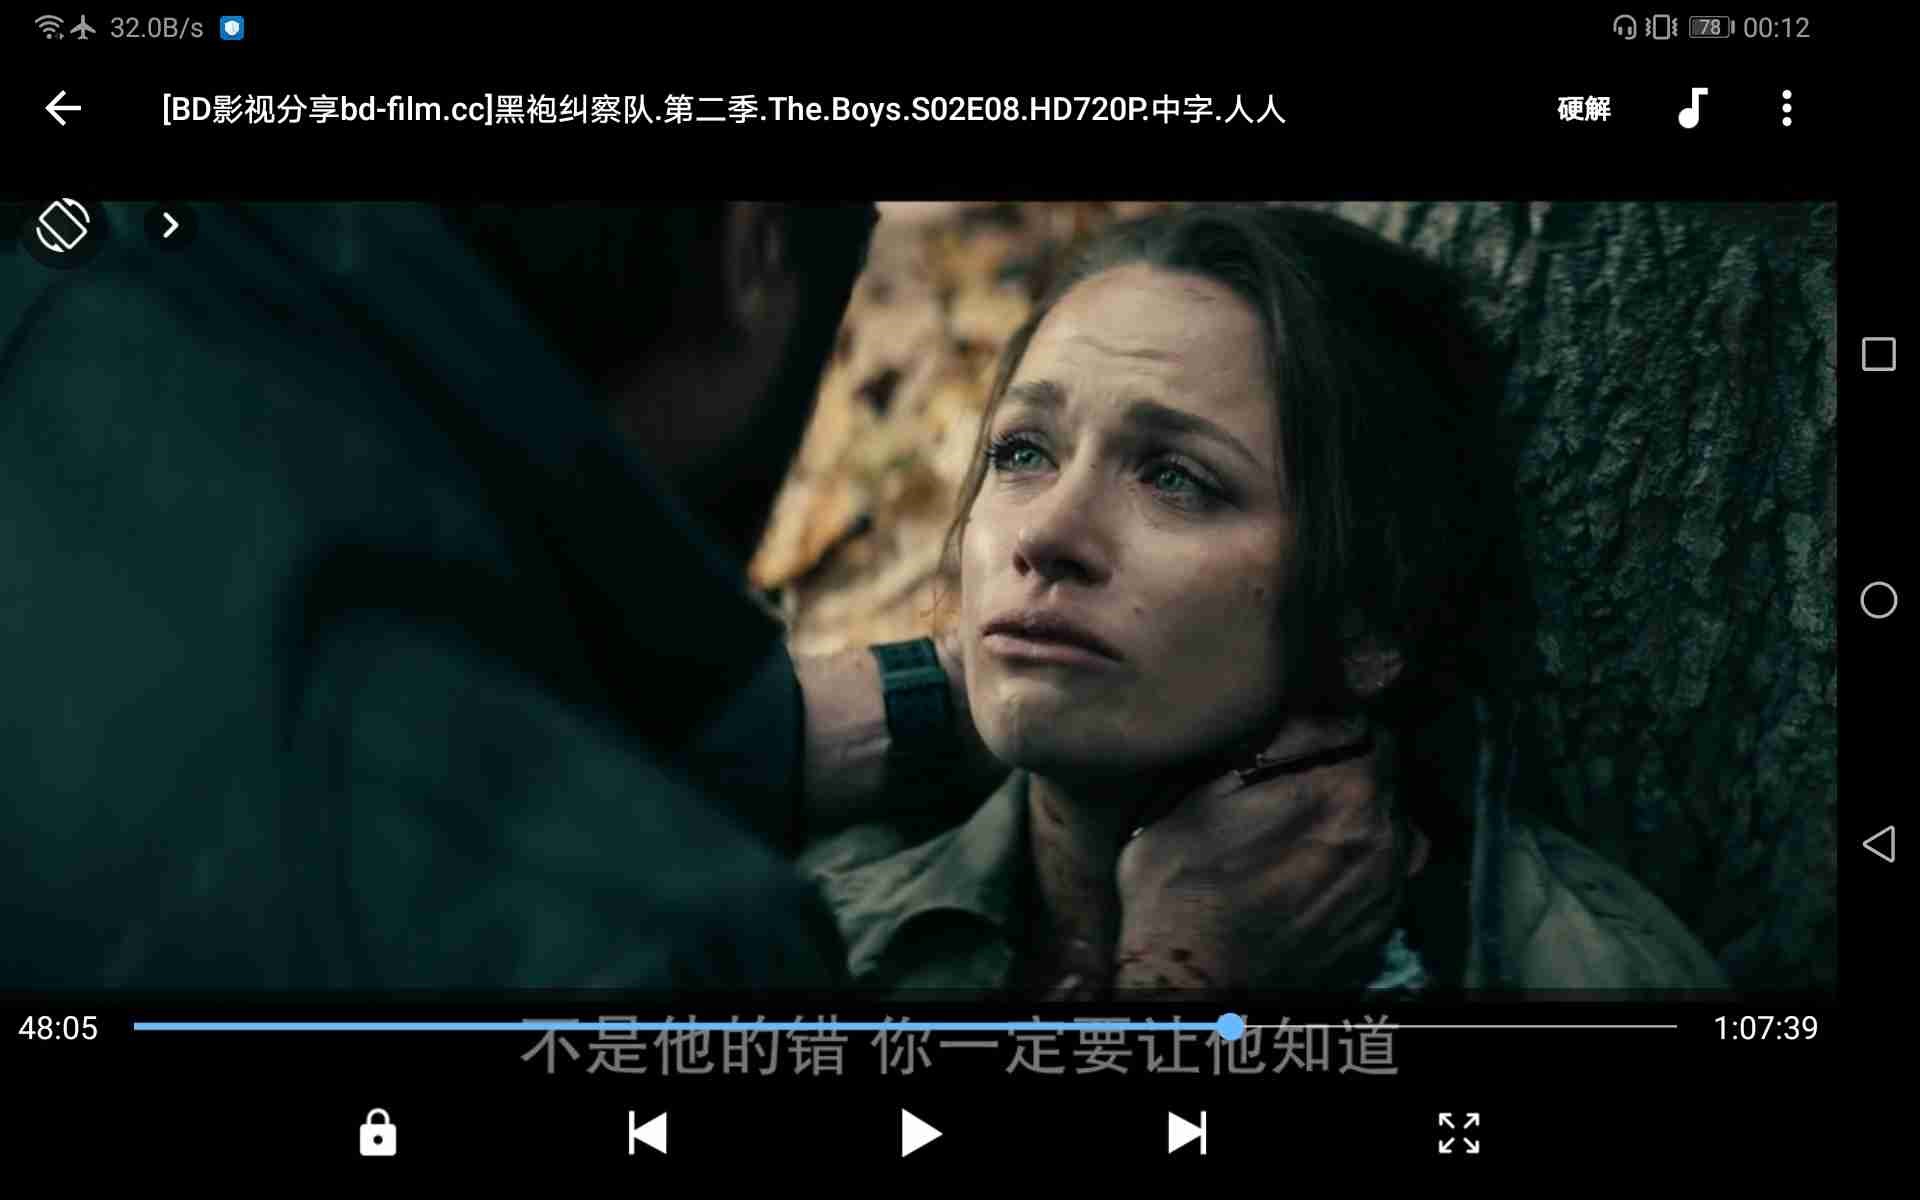 32.0B/s
78 00:12
[BD影视分享bd-film.cc]黑袍纠察队.第二季.The.Boys.S02E08.HD720P.中字.人人
硬解
48:05
1:07:39
不是他的错 你一定要让他知道